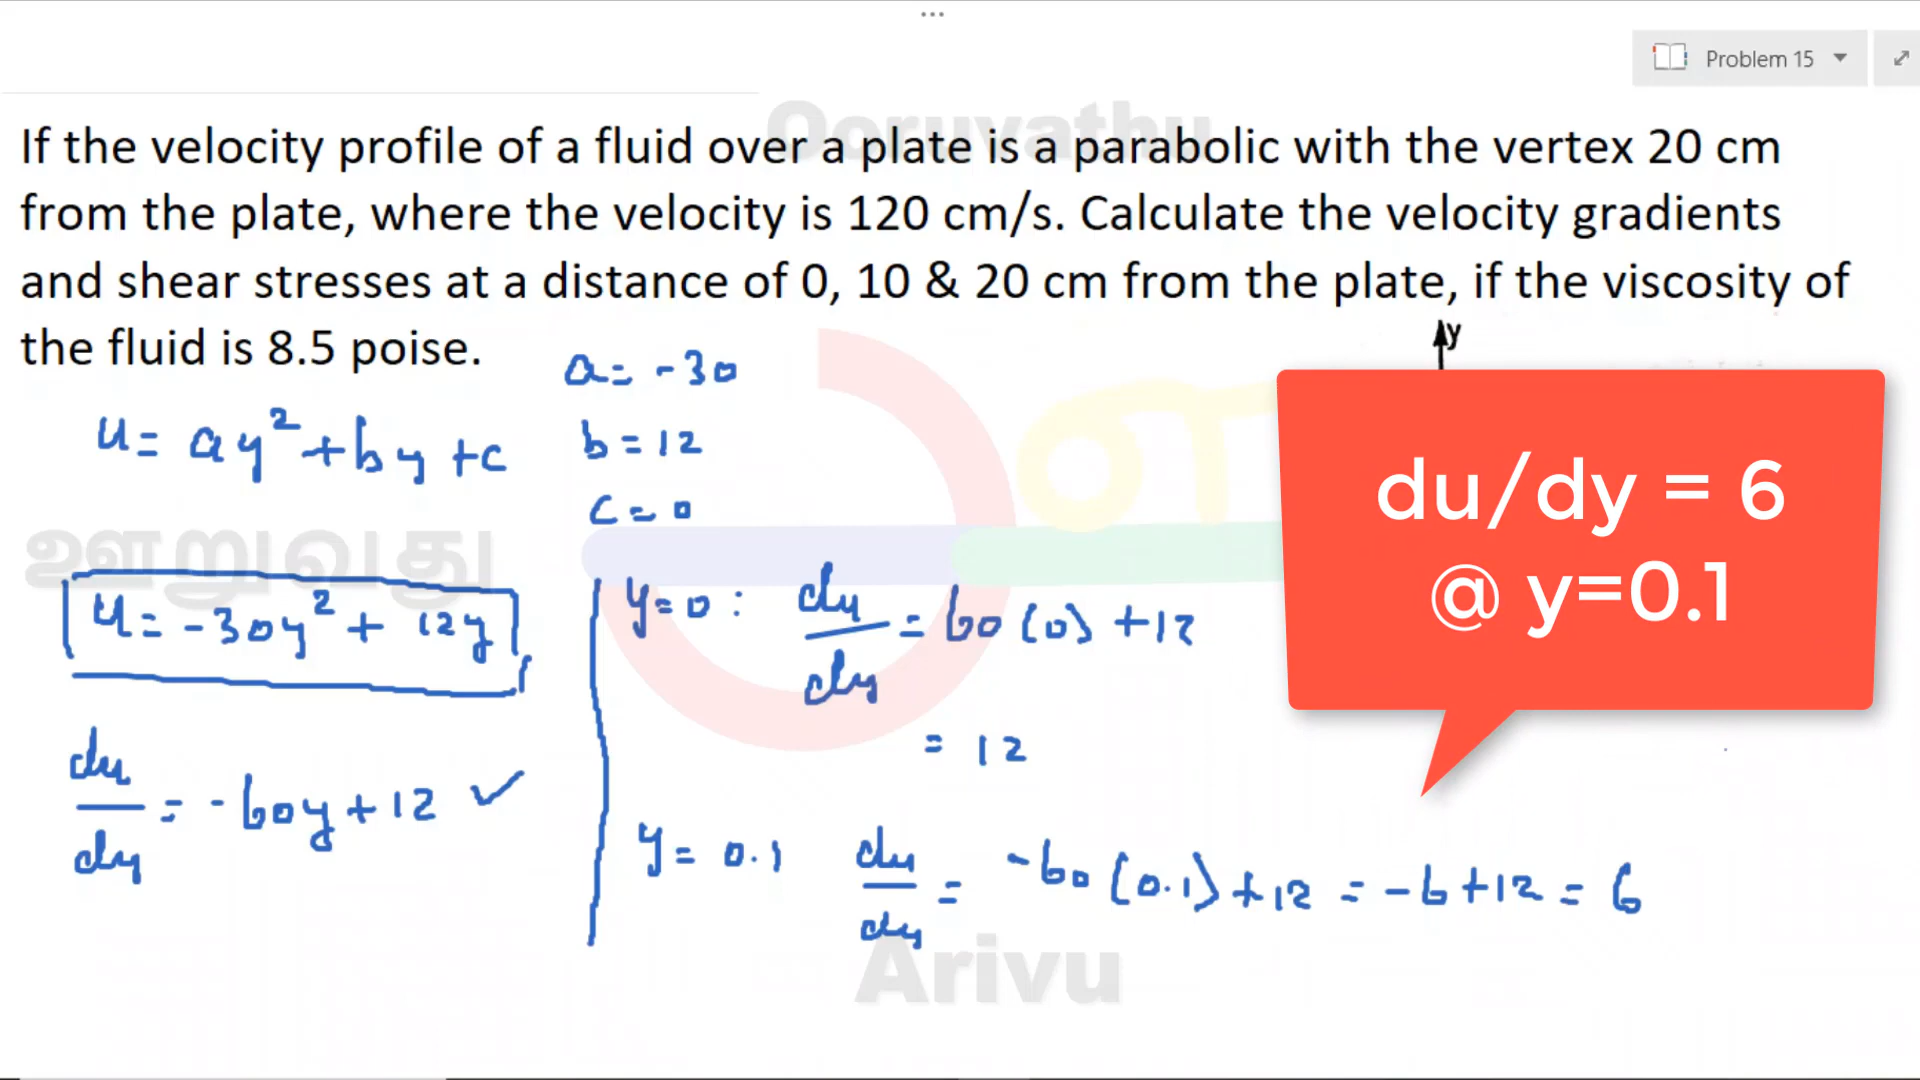 ...
Problem 15
Ooruvathu
If the velocity profile of a fluid over a plate is a parabolic with the vertex 20 cm
from the plate, where the velocity is 120 cm/s. Calculate the velocity gradients
and shear stresses at a distance of 0, 10 & 20 cm from the plate, if the viscosity of
the fluid is 8.5 poise.
y
a = -30
u = ay² + by + c
b = 12
c = 0
du/dy = 6
@ y=0.1
ஊறுவது
ள
u = -30y² + 12y
y = 0 : du/dy = 60(0) + 12
= 12
du/dy = -60y + 12 ✓
y = 0.1 du/dy = -60(0.1) + 12 = -6 + 12 = 6
Arivu